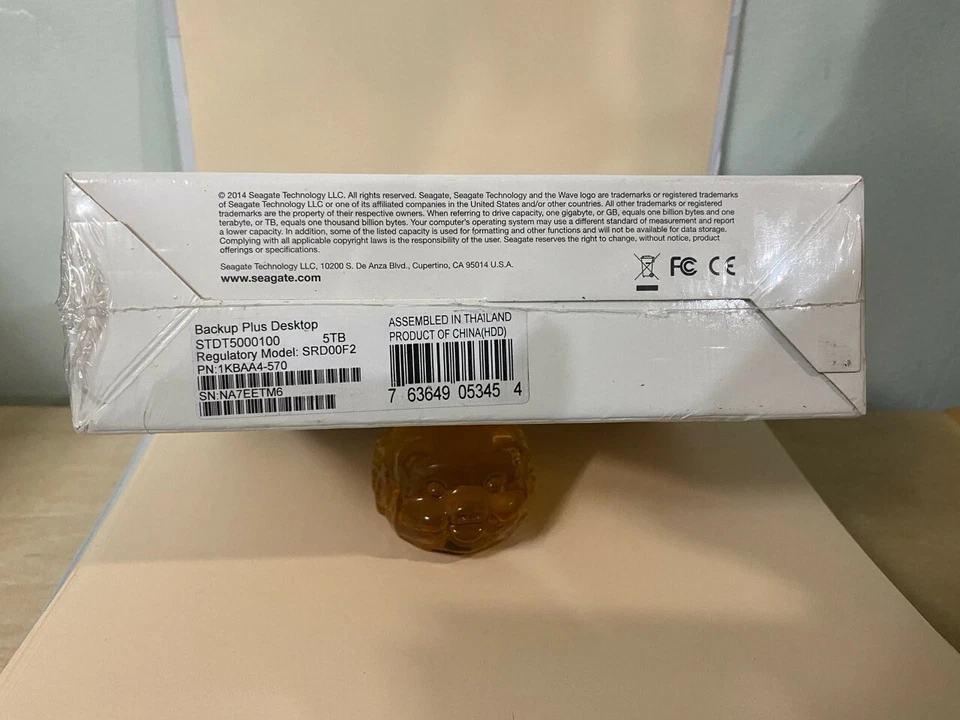 © 2014 Seagate Technology LLC. All rights reserved. Seagate, Seagate Technology and the Wave logo are trademarks or registered trademarks
of Seagate Technology LLC or one of its affiliated companies in the United States and/or other countries. All other trademarks or registered
trademarks are the property of their respective owners. When referring to drive capacity, one gigabyte, or GB, equals one billion bytes and one
terabyte, or TB, equals one thousand billion bytes. Your computer's operating system may use a different standard of measurement and report
a lower capacity. In addition, some of the listed capacity is used for formatting and other functions and will not be available for data storage.
Complying with all applicable copyright laws is the responsibility of the user. Seagate reserves the right to change, without notice, product
offerings or specifications.
Seagate Technology LLC, 10200 S. De Anza Blvd., Cupertino, CA 95014 U.S.A.
www.seagate.com
FC CE
Backup Plus Desktop
STDT5000100 5TB
Regulatory Model: SRD00F2
PN:1KBAA4-570
SN:NA7EETM6
ASSEMBLED IN THAILAND
PRODUCT OF CHINA(HDD)
7 63649 05345 4